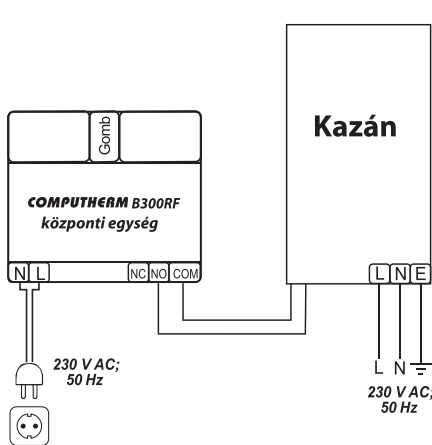 Gomb
COMPUTHERM B300RF
központi egység
N L
NC NO COM
230 V AC;
50 Hz
Kazán
L N E
L N
230 V AC;
50 Hz